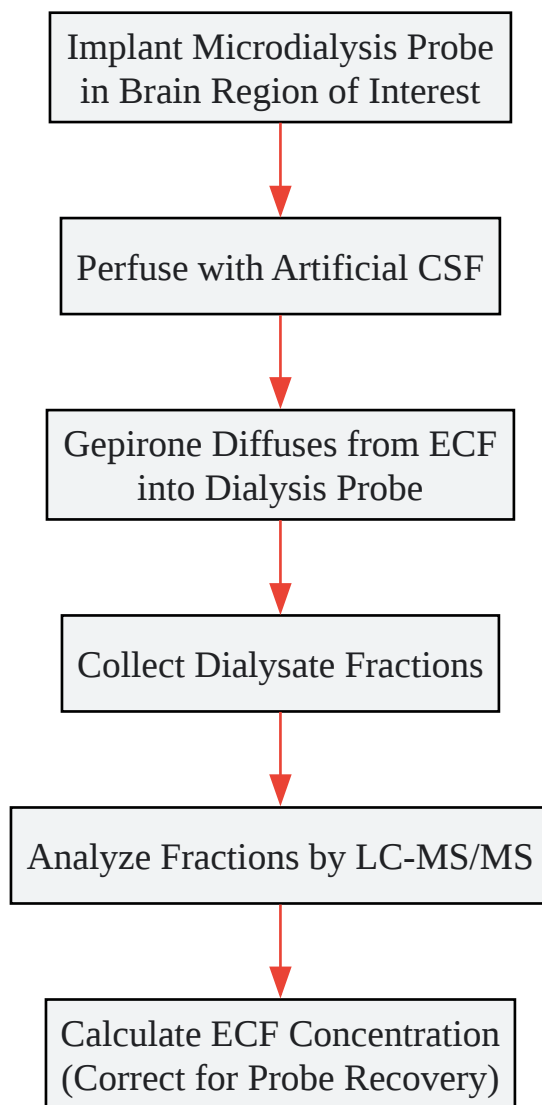 Implant Microdialysis Probe
in Brain Region of Interest
Perfuse with Artificial CSF
Gepirone Diffuses from ECF
into Dialysis Probe
Collect Dialysate Fractions
Analyze Fractions by LC-MS/MS
Calculate ECF Concentration
(Correct for Probe Recovery)